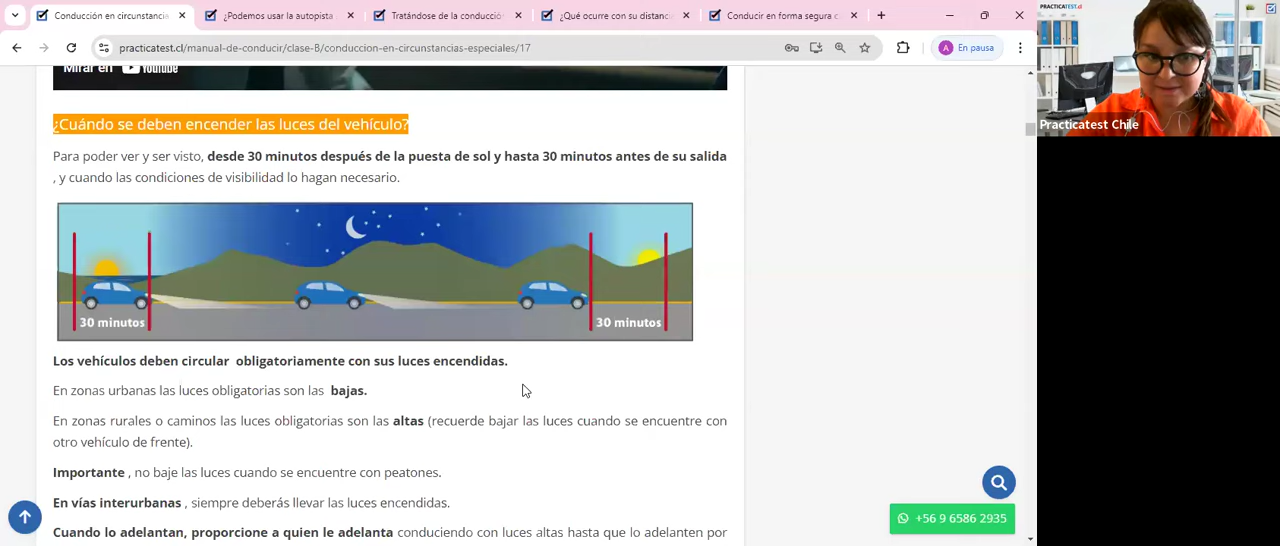 Conducción en circunstancias
¿Podemos usar la autopista
Tratándose de la conducción
¿Qué ocurre con su distancia
Conducir en forma segura c
practicatest.cl/manual-de-conducir/clase-B/conduccion-en-circunstancias-especiales/17
A En pausa
PRACTICATEST.cl
Mirar en YouTube
Practicatest Chile
¿Cuándo se deben encender las luces del vehículo?
Para poder ver y ser visto, desde 30 minutos después de la puesta de sol y hasta 30 minutos antes de su salida
, y cuando las condiciones de visibilidad lo hagan necesario.
30 minutos
30 minutos
Los vehículos deben circular obligatoriamente con sus luces encendidas.
En zonas urbanas las luces obligatorias son las bajas.
En zonas rurales o caminos las luces obligatorias son las altas (recuerde bajar las luces cuando se encuentre con
otro vehículo de frente).
Importante , no baje las luces cuando se encuentre con peatones.
En vías interurbanas , siempre deberás llevar las luces encendidas.
+56 9 6586 2935
Cuando lo adelantan, proporcione a quien le adelanta conduciendo con luces altas hasta que lo adelanten por